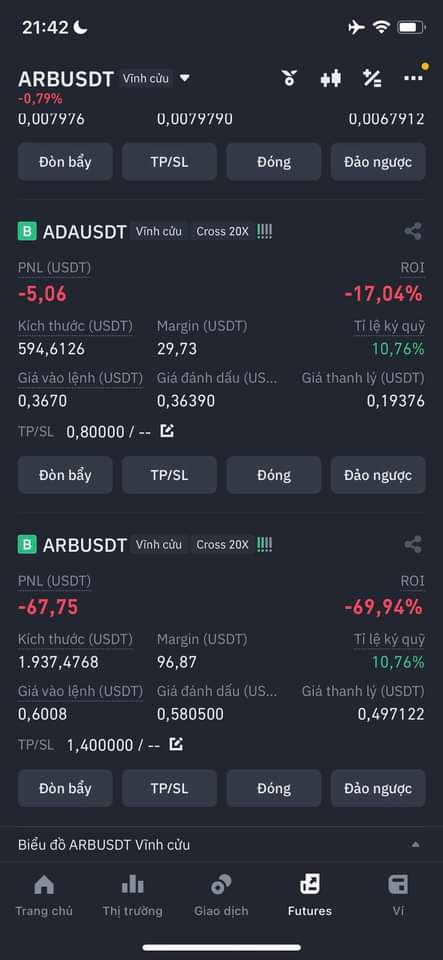 21:42
ARBUSDT Vĩnh cửu
-0,79%
0,007976 0,0079790 0,0067912
Đòn bẩy TP/SL Đóng Đảo ngược
B ADAUSDT Vĩnh cửu Cross 20X !!!!
PNL (USDT) ROI
-5,06 -17,04%
Kích thước (USDT) Margin (USDT) Tỉ lệ ký quỹ
594,6126 29,73 10,76%
Giá vào lệnh (USDT) Giá đánh dấu (US... Giá thanh lý (USDT)
0,3670 0,36390 0,19376
TP/SL 0,80000 / --
Đòn bẩy TP/SL Đóng Đảo ngược
B ARBUSDT Vĩnh cửu Cross 20X !!!!
PNL (USDT) ROI
-67,75 -69,94%
Kích thước (USDT) Margin (USDT) Tỉ lệ ký quỹ
1.937,4768 96,87 10,76%
Giá vào lệnh (USDT) Giá đánh dấu (US... Giá thanh lý (USDT)
0,6008 0,580500 0,497122
TP/SL 1,400000 / --
Đòn bẩy TP/SL Đóng Đảo ngược
Biểu đồ ARBUSDT Vĩnh cửu
Trang chủ Thị trường Giao dịch Futures Ví